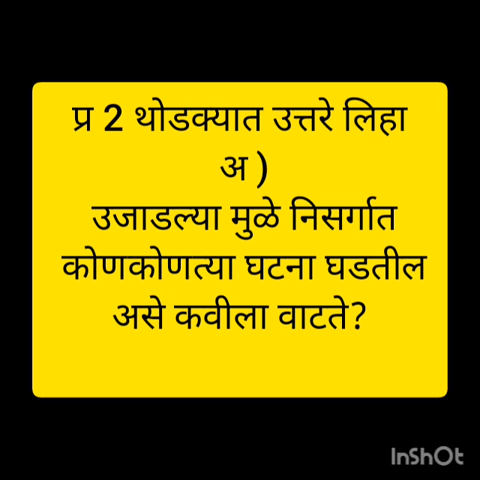 प्र 2 थोडक्यात उत्तरे लिहा
अ )
उजाडल्या मुळे निसर्गात
कोणकोणत्या घटना घडतील
असे कवीला वाटते?
InShOt